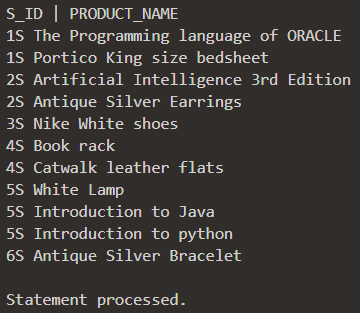 S_ID | PRODUCT_NAME
1S The Programming language of ORACLE
1S Portico King size bedsheet
2S Artificial Intelligence 3rd Edition
2S Antique Silver Earrings
3S Nike White shoes
4S Book rack
4S Catwalk leather flats
5S White Lamp
5S Introduction to Java
5S Introduction to python
6S Antique Silver Bracelet
Statement processed.